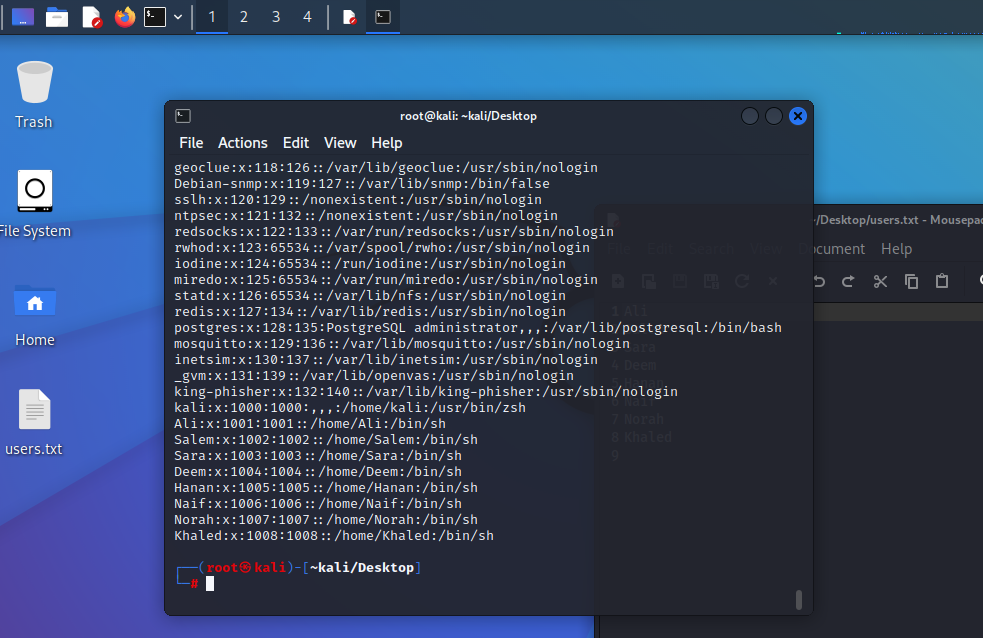 1 2 3 4
Trash
File System
Home
users.txt
root@kali: ~kali/Desktop
File Actions Edit View Help
geoclue:x:118:126::/var/lib/geoclue:/usr/sbin/nologin
Debian-snmp:x:119:127::/var/lib/snmp:/bin/false
sslh:x:120:129::/nonexistent:/usr/sbin/nologin
ntpsec:x:121:132::/nonexistent:/usr/sbin/nologin
redsocks:x:122:133::/var/run/redsocks:/usr/sbin/nologin
rwhod:x:123:65534::/var/spool/rwho:/usr/sbin/nologin
iodine:x:124:65534::/run/iodine:/usr/sbin/nologin
miredo:x:125:65534::/var/run/miredo:/usr/sbin/nologin
statd:x:126:65534::/var/lib/nfs:/usr/sbin/nologin
redis:x:127:134::/var/lib/redis:/usr/sbin/nologin
postgres:x:128:135:PostgreSQL administrator,,,:/var/lib/postgresql:/bin/bash
mosquitto:x:129:136::/var/lib/mosquitto:/usr/sbin/nologin
inetsim:x:130:137::/var/lib/inetsim:/usr/sbin/nologin
_gvm:x:131:139::/var/lib/openvas:/usr/sbin/nologin
king-phisher:x:132:140::/var/lib/king-phisher:/usr/sbin/nologin
kali:x:1000:1000:,,,:/home/kali:/usr/bin/zsh
Ali:x:1001:1001::/home/Ali:/bin/sh
Salem:x:1002:1002::/home/Salem:/bin/sh
Sara:x:1003:1003::/home/Sara:/bin/sh
Deem:x:1004:1004::/home/Deem:/bin/sh
Hanan:x:1005:1005::/home/Hanan:/bin/sh
Naif:x:1006:1006::/home/Naif:/bin/sh
Norah:x:1007:1007::/home/Norah:/bin/sh
Khaled:x:1008:1008::/home/Khaled:/bin/sh
(root㉿kali)-[~kali/Desktop]
#
~/Desktop/users.txt - Mousepad
File Edit Search View Document Help
1 Ali
Sara
4 Deem
Hanan
Naif
7 Norah
8 Khaled
9